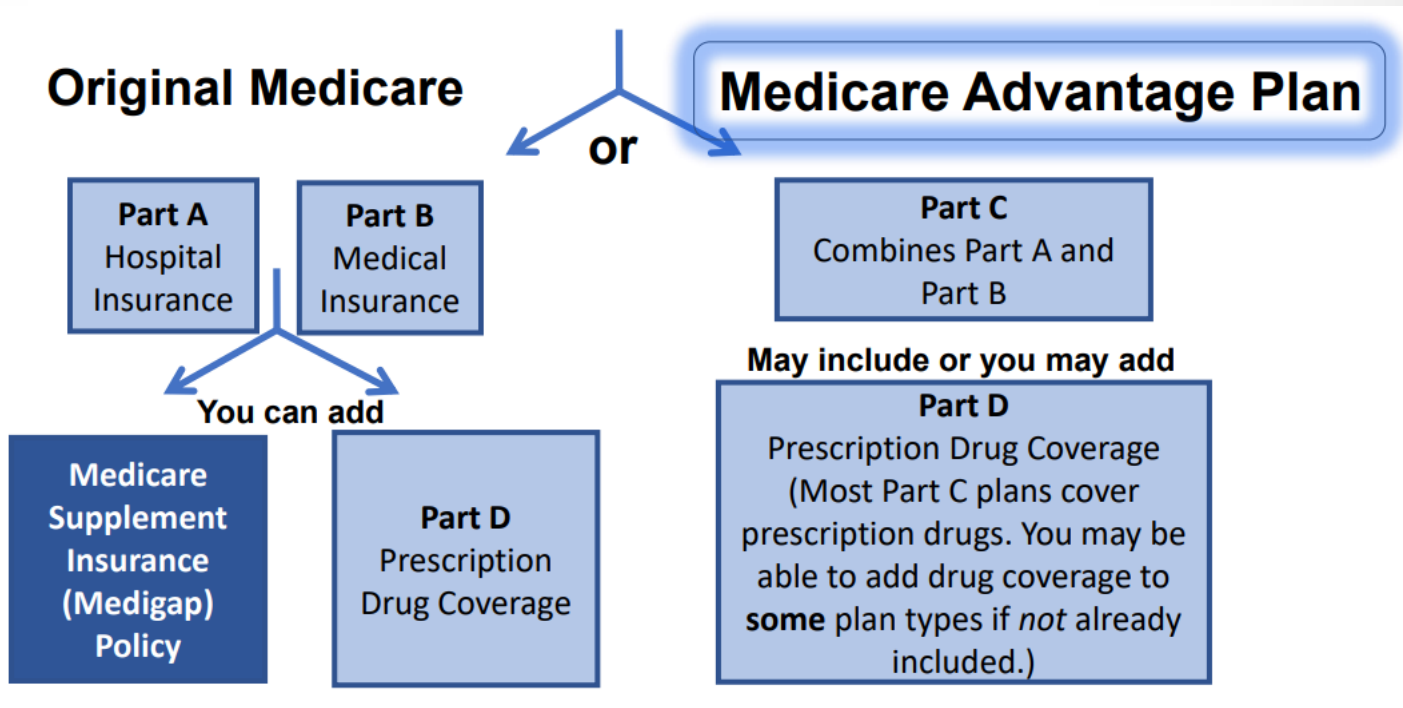 Original Medicare
or
Medicare Advantage Plan
Part A
Hospital
Insurance
Part B
Medical
Insurance
You can add
Medicare
Supplement
Insurance
(Medigap)
Policy
Part D
Prescription
Drug Coverage
Part C
Combines Part A and
Part B
May include or you may add
Part D
Prescription Drug Coverage
(Most Part C plans cover
prescription drugs. You may be
able to add drug coverage to
some plan types if not already
included.)